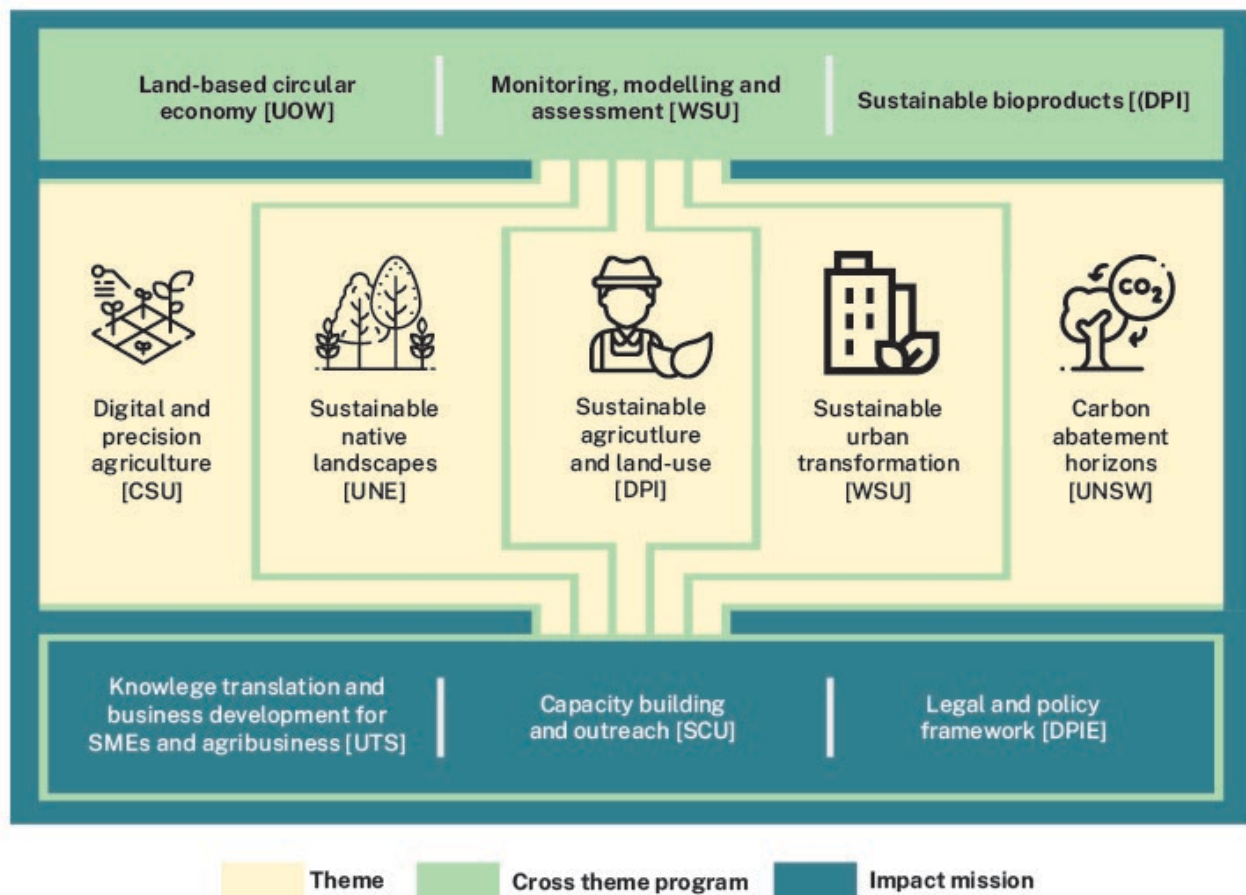 Land-based circular
economy [UOW]
Monitoring, modelling and
assessment [WSU]
Sustainable bioproducts [(DPI]
CO2
Digital and
precision
agriculture
[CSU]
Sustainable
native
landscapes
[UNE]
Sustainable
agricutlure
and land-use
[DPI]
Sustainable
urban
transformation
[WSU]
Carbon
abatement
horizons
[UNSW]
Knowlege translation and
business development for
SMEs and agribusiness [UTS]
Capacity building
and outreach [SCU]
Legal and policy
framework [DPIE]
Theme
Cross theme program
Impact mission